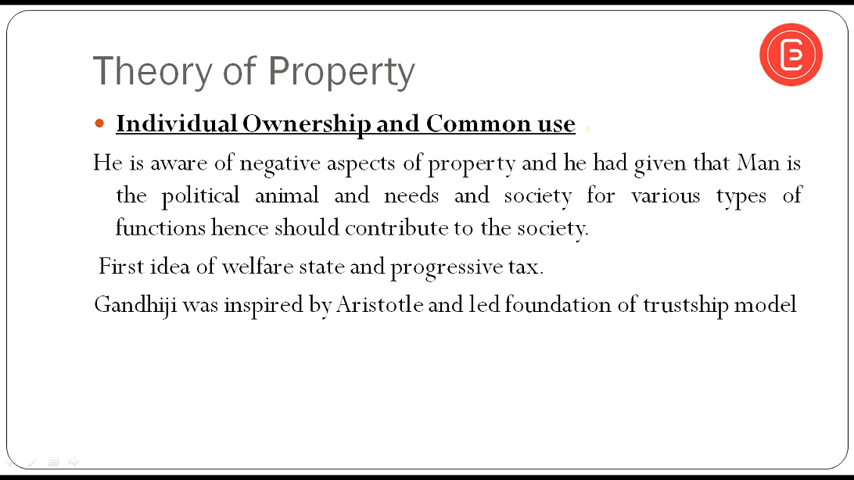 Theory of Property
• Individual Ownership and Common use
He is aware of negative aspects of property and he had given that Man is
the political animal and needs and society for various types of
functions hence should contribute to the society.
First idea of welfare state and progressive tax.
Gandhiji was inspired by Aristotle and led foundation of trustship model